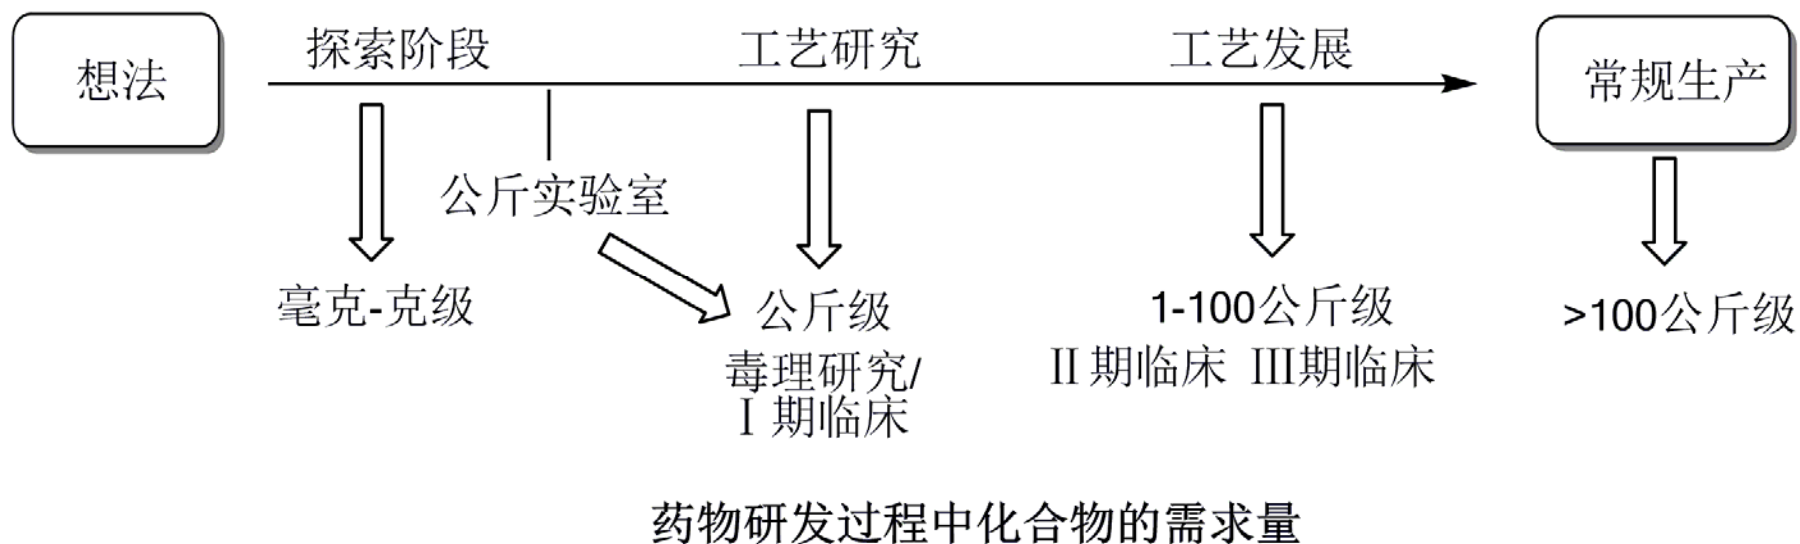 想法
探索阶段
工艺研究
工艺发展
常规生产
公斤实验室
毫克-克级
公斤级
毒理研究/
Ⅰ 期临床
1-100公斤级
Ⅱ 期临床 Ⅲ期临床
>100公斤级
药物研发过程中化合物的需求量